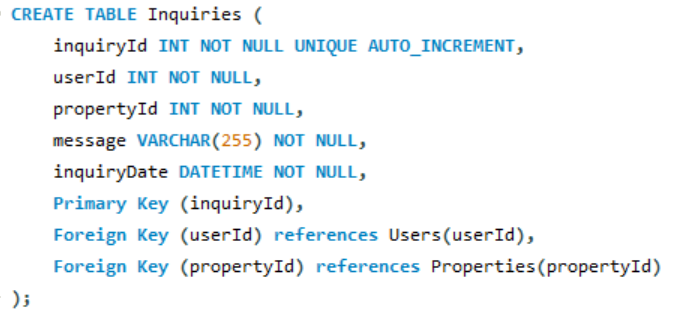 CREATE TABLE Inquiries (
    inquiryId INT NOT NULL UNIQUE AUTO_INCREMENT,
    userId INT NOT NULL,
    propertyId INT NOT NULL,
    message VARCHAR(255) NOT NULL,
    inquiryDate DATETIME NOT NULL,
    Primary Key (inquiryId),
    Foreign Key (userId) references Users(userId),
    Foreign Key (propertyId) references Properties(propertyId)
);